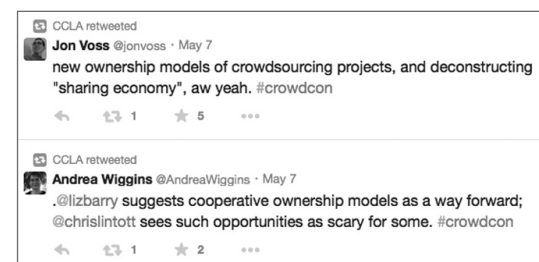 CCLA retweeted
Jon Voss @jonvoss · May 7
new ownership models of crowdsourcing projects, and deconstructing
"sharing economy", aw yeah. #crowdcon
1 5
CCLA retweeted
Andrea Wiggins @AndreaWiggins · May 7
.@lizbarry suggests cooperative ownership models as a way forward;
@chrislintott sees such opportunities as scary for some. #crowdcon
1 2